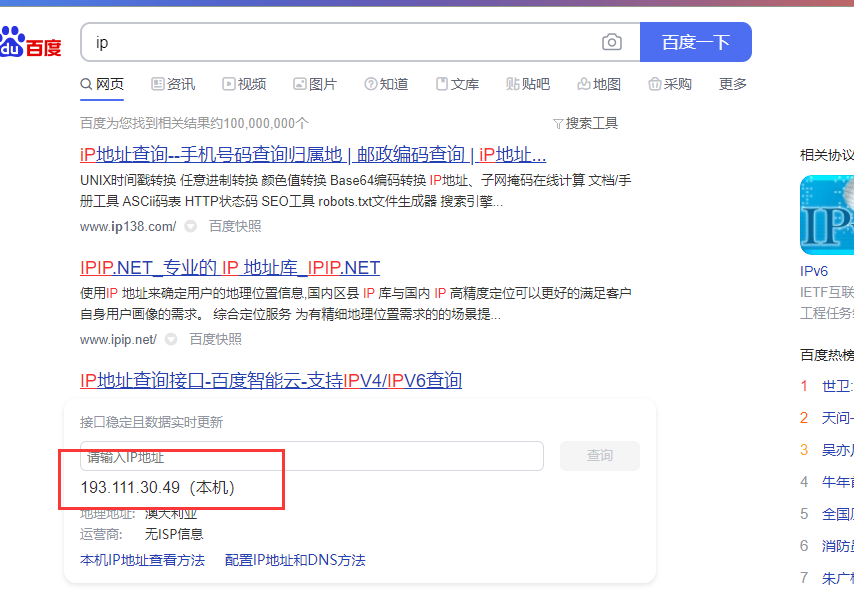 du百度
ip
百度一下
网页 资讯 视频 图片 知道 文库 贴吧 地图 采购 更多
百度为您找到相关结果约100,000,000个
搜索工具
iP地址查询--手机号码查询归属地 | 邮政编码查询 | iP地址...
UNIX时间戳转换 任意进制转换 颜色值转换 Base64编码转换 IP地址、子网掩码在线计算 文档/手
册工具 ASCii码表 HTTP状态码 SEO工具 robots.txt文件生成器 搜索引擎...
www.ip138.com/ 百度快照
IPIP.NET_专业的 IP 地址库_IPIP.NET
使用IP 地址来确定用户的地理位置信息,国内区县 IP 库与国内 IP 高精度定位可以更好的满足客户
自身用户画像的需求。 综合定位服务 为有精细地理位置需求的的场景提...
www.ipip.net/ 百度快照
IP地址查询接口-百度智能云-支持IPV4/IPV6查询
接口稳定且数据实时更新
请输入IP地址
查询
193.111.30.49（本机）
地理地址: 澳大利亚
运营商: 无ISP信息
本机IP地址查看方法 配置IP地址和DNS方法
相关协议
IP
IPv6
IETF互联
工程任务
百度热榜
1 世卫:
2 天问-
3 吴亦
4 牛年
5 全国
6 消防
7 朱广